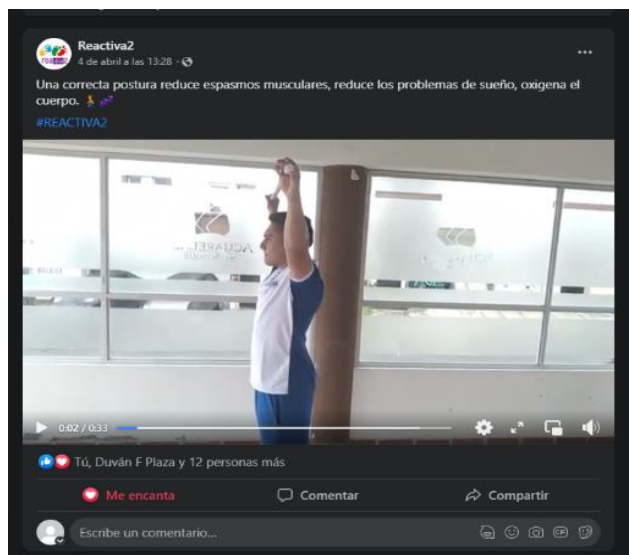 Reactiva2
4 de abril a las 13:28 ·
Una correcta postura reduce espasmos musculares, reduce los problemas de sueño, oxigena el
cuerpo.
#REACTIVA2
ACUAREL
0:02 / 0:33
Tú, Duván F Plaza y 12 personas más
Me encanta
Comentar
Compartir
Escribe un comentario...
GIF